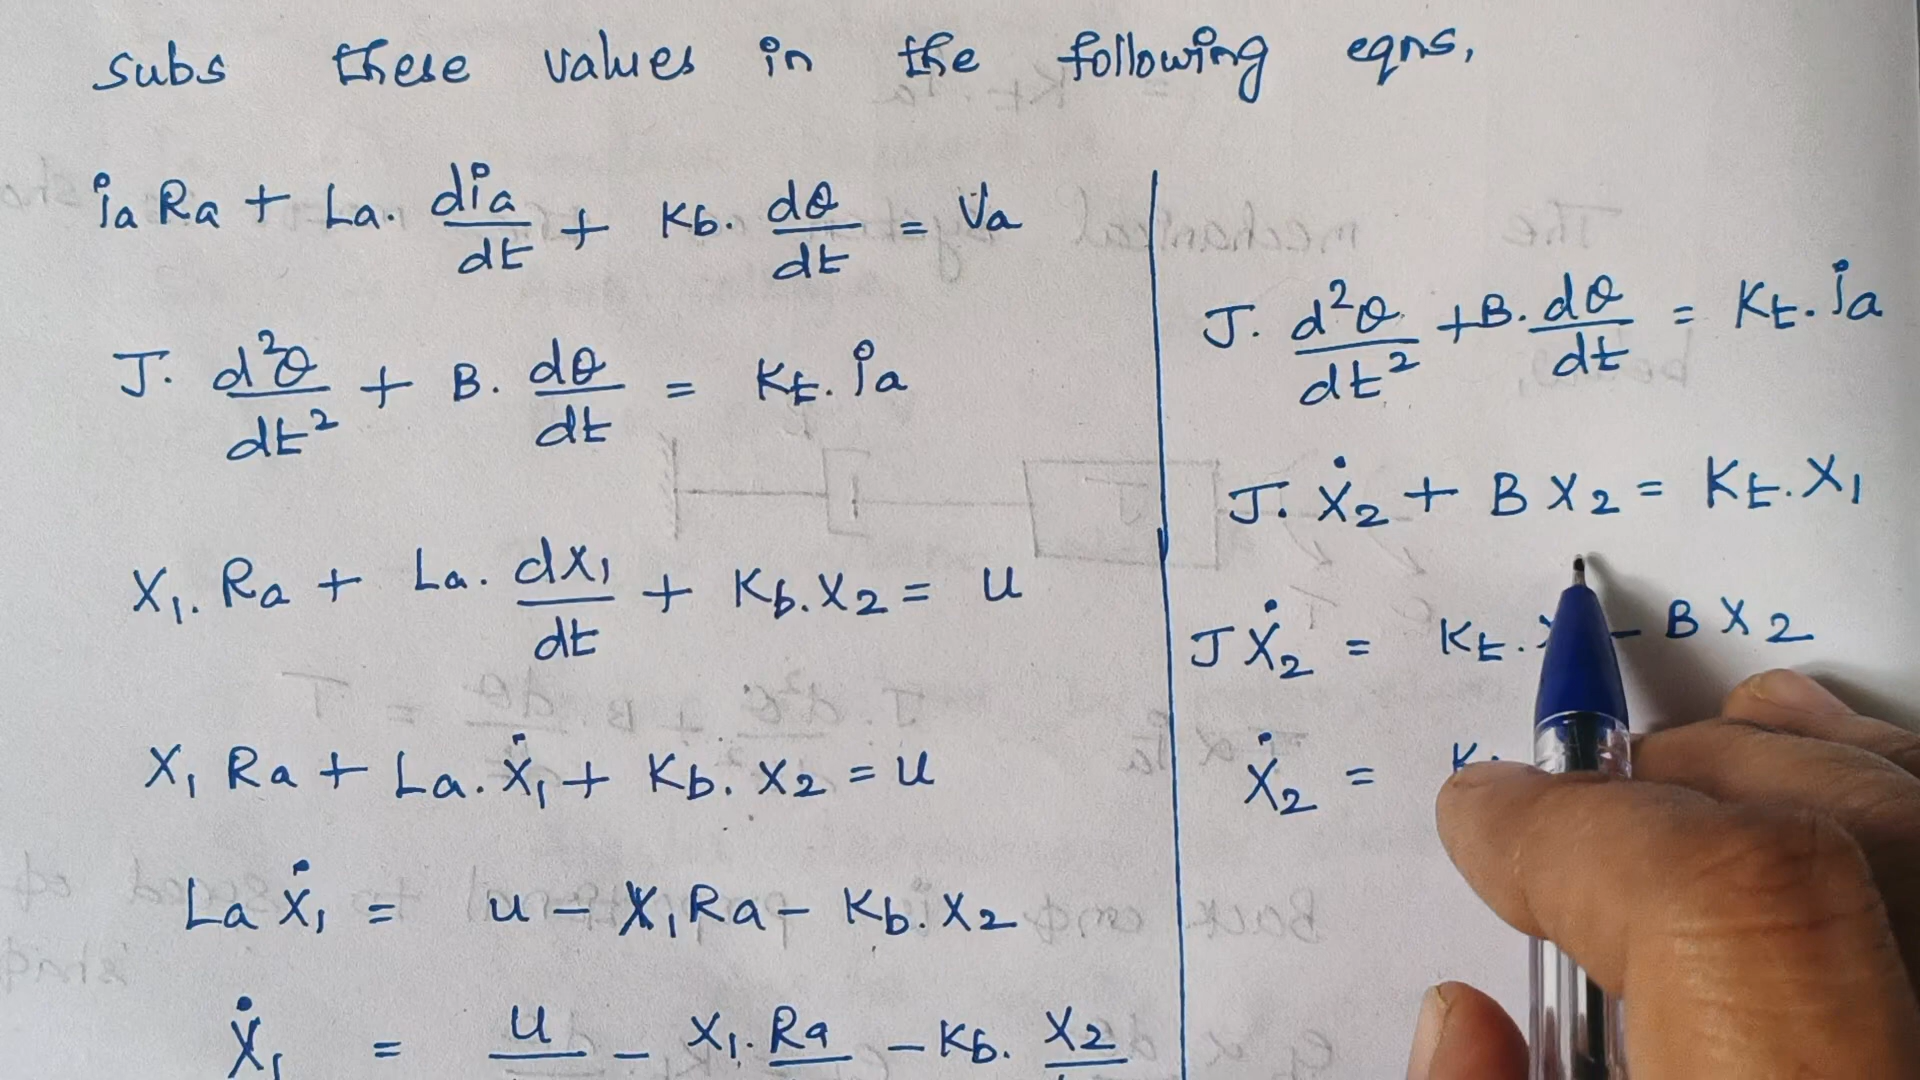 subs these values in the following eqns,
ia Ra + La. dia/dt + Kb. dθ/dt = Va
J. d²θ/dt² + B. dθ/dt = Kt. ia
X₁. Ra + La. dX₁/dt + Kb. X₂ = u
X₁ Ra + La. Ẋ₁ + Kb. X₂ = u
La Ẋ₁ = u - X₁ Ra - Kb. X₂
Ẋ₁ = u - X₁. Ra - Kb. X₂
J. d²θ/dt² + B. dθ/dt = Kt. ia
J. Ẋ₂ + B X₂ = Kt. X₁
J Ẋ₂ = Kt. - B X₂
Ẋ₂ =